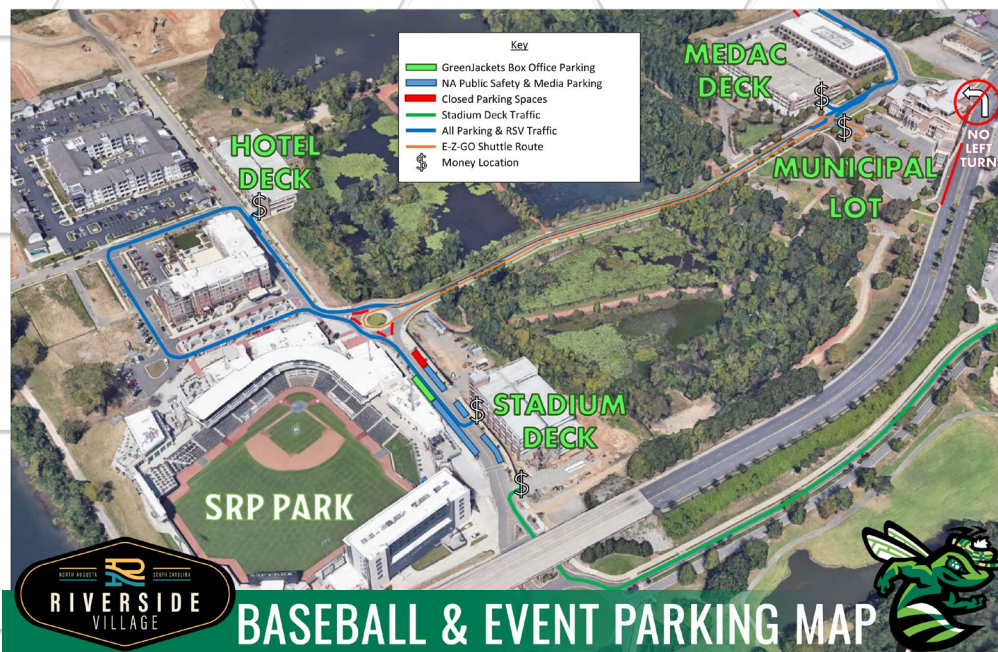 Key
GreenJackets Box Office Parking
NA Public Safety & Media Parking
Closed Parking Spaces
Stadium Deck Traffic
All Parking & RSV Traffic
E-Z-GO Shuttle Route
$ Money Location
MEDAC
DECK
$
$
NO
LEFT
TURN
HOTEL
DECK
$
MUNICIPAL
LOT
$
STADIUM
DECK
$
SRP PARK
NORTH AUGUSTA SOUTH CAROLINA
RIVERSIDE
VILLAGE
BASEBALL & EVENT PARKING MAP